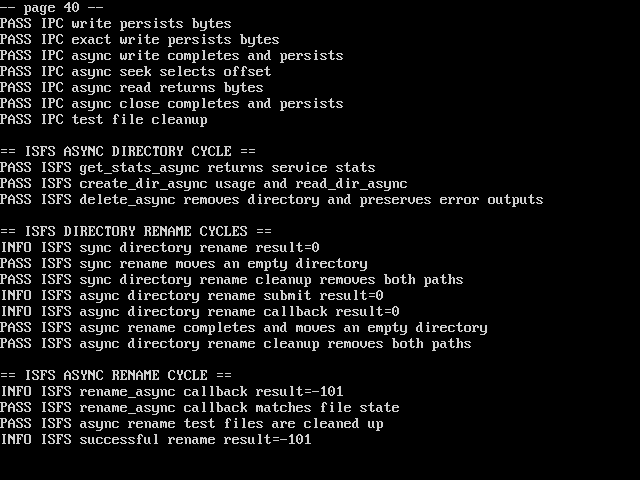 -- page 40 --
PASS IPC write persists bytes
PASS IPC exact write persists bytes
PASS IPC async write completes and persists
PASS IPC async seek selects offset
PASS IPC async read returns bytes
PASS IPC async close completes and persists
PASS IPC test file cleanup
== ISFS ASYNC DIRECTORY CYCLE ==
PASS ISFS get_stats_async returns service stats
PASS ISFS create_dir_async usage and read_dir_async
PASS ISFS delete_async removes directory and preserves error outputs
== ISFS DIRECTORY RENAME CYCLES ==
INFO ISFS sync directory rename result=0
PASS ISFS sync rename moves an empty directory
PASS ISFS sync directory rename cleanup removes both paths
INFO ISFS async directory rename submit result=0
INFO ISFS async directory rename callback result=0
PASS ISFS async rename completes and moves an empty directory
PASS ISFS async directory rename cleanup removes both paths
== ISFS ASYNC RENAME CYCLE ==
INFO ISFS rename_async callback result=-101
PASS ISFS rename_async callback matches file state
PASS ISFS async rename test files are cleaned up
INFO ISFS successful rename result=-101